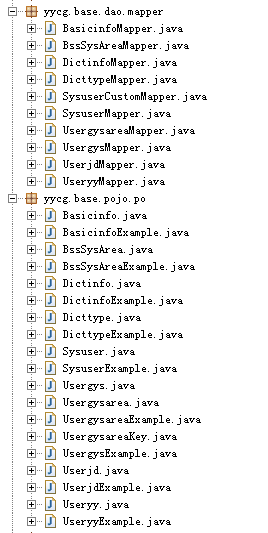 yycg.base.dao.mapper
BasicinfoMapper.java
BssSysAreaMapper.java
DictinfoMapper.java
DicttypeMapper.java
SysuserCustomMapper.java
SysuserMapper.java
UsergysareaMapper.java
UsergysMapper.java
UserjdMapper.java
UseryyMapper.java
yycg.base.pojo.po
Basicinfo.java
BasicinfoExample.java
BssSysArea.java
BssSysAreaExample.java
Dictinfo.java
DictinfoExample.java
Dicttype.java
DicttypeExample.java
Sysuser.java
SysuserExample.java
Usergys.java
Usergysarea.java
UsergysareaExample.java
UsergysareaKey.java
UsergysExample.java
Userjd.java
UserjdExample.java
Useryy.java
UseryyExample.java